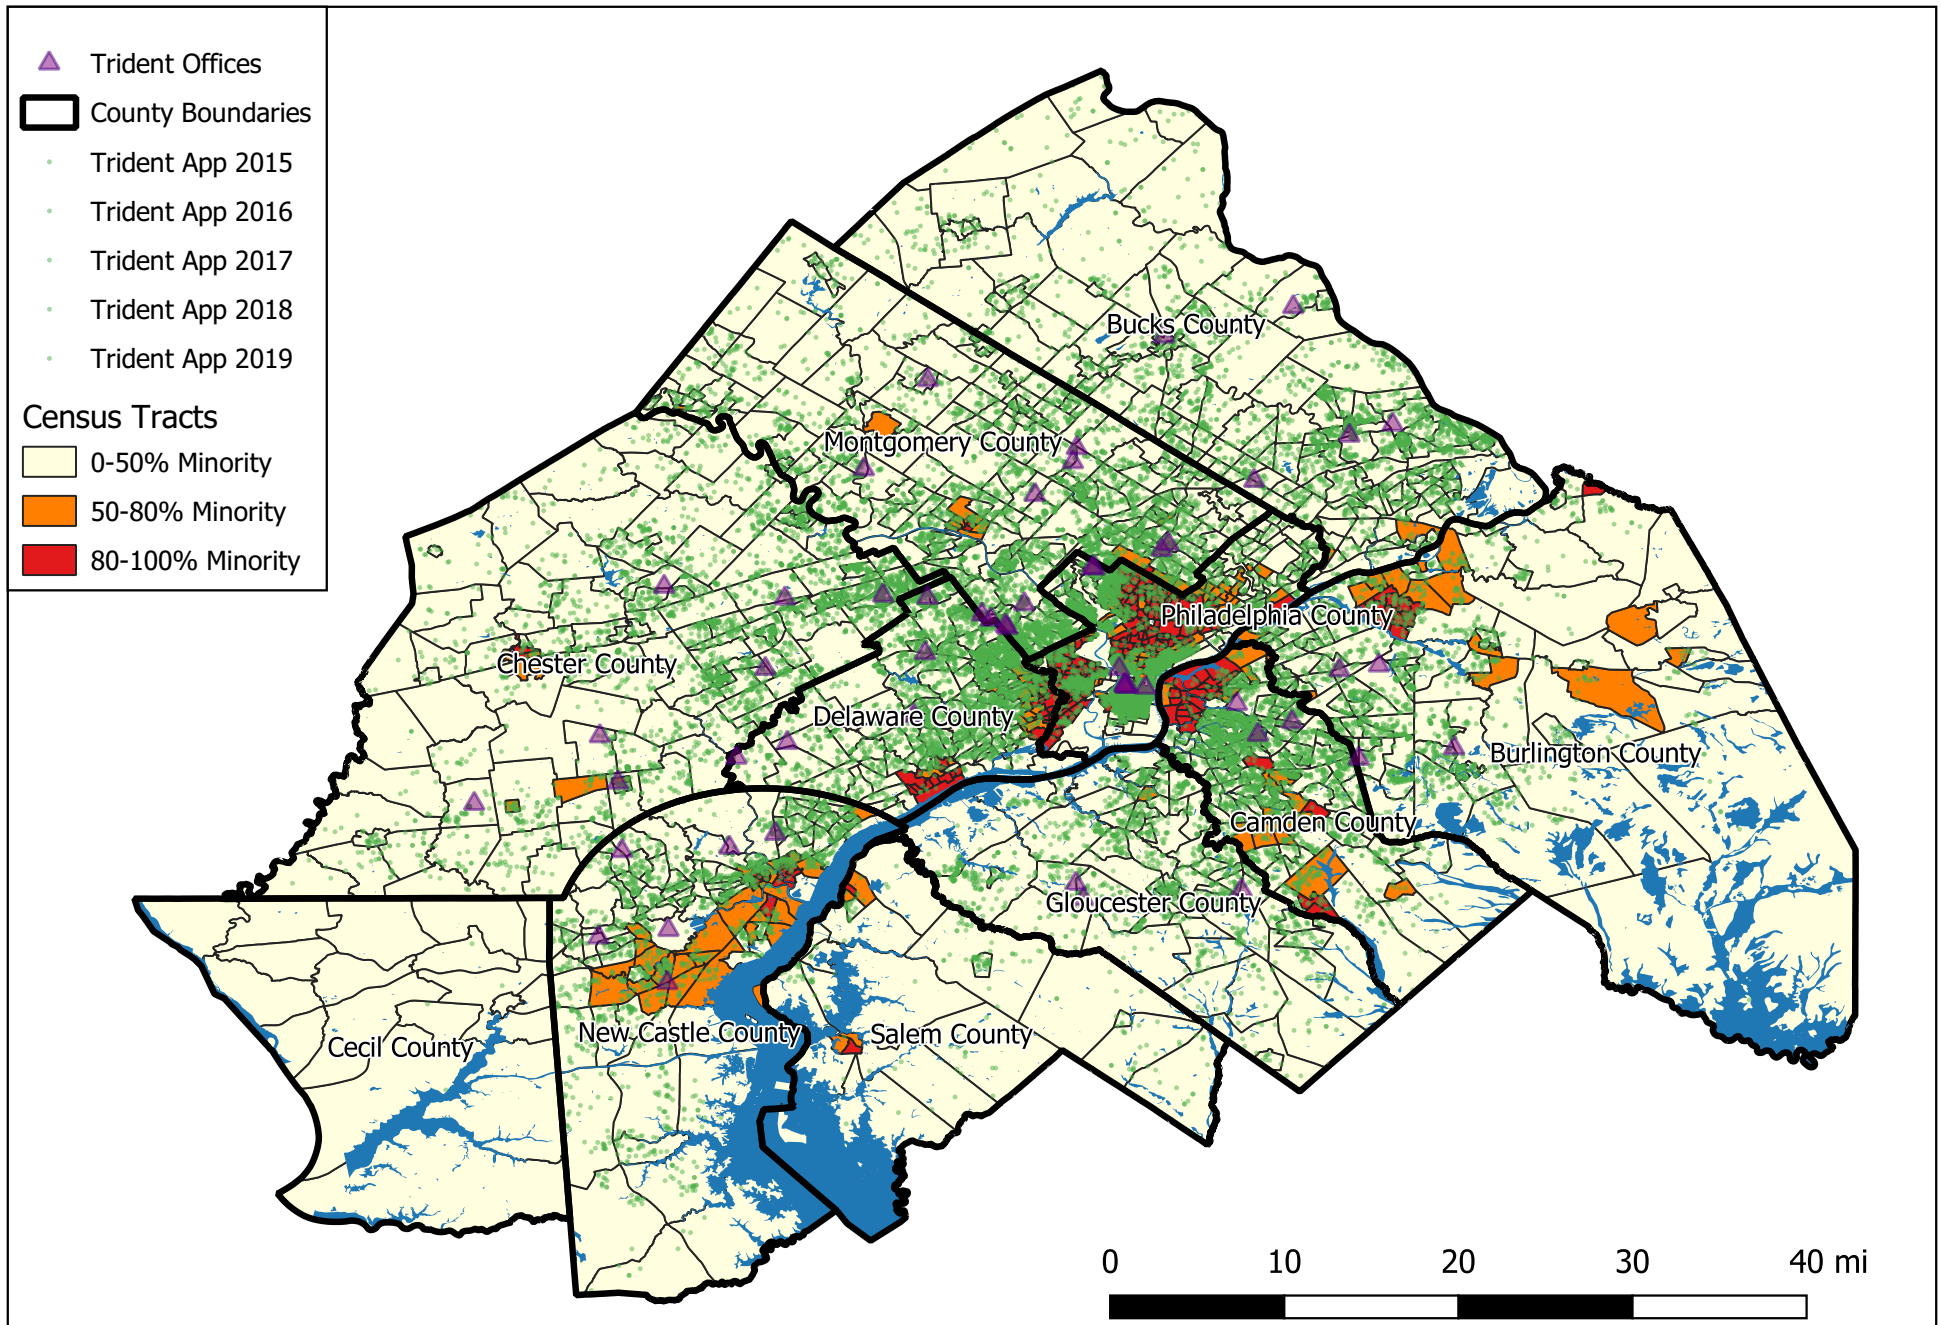 Trident Offices
County Boundaries
Trident App 2015
Trident App 2016
Trident App 2017
Trident App 2018
Trident App 2019
Census Tracts
0-50% Minority
50-80% Minority
80-100% Minority
Bucks County
Montgomery County
Philadelphia County
Chester County
Delaware County
Burlington County
Camden County
Gloucester County
New Castle County
Salem County
Cecil County
0 10 20 30 40 mi